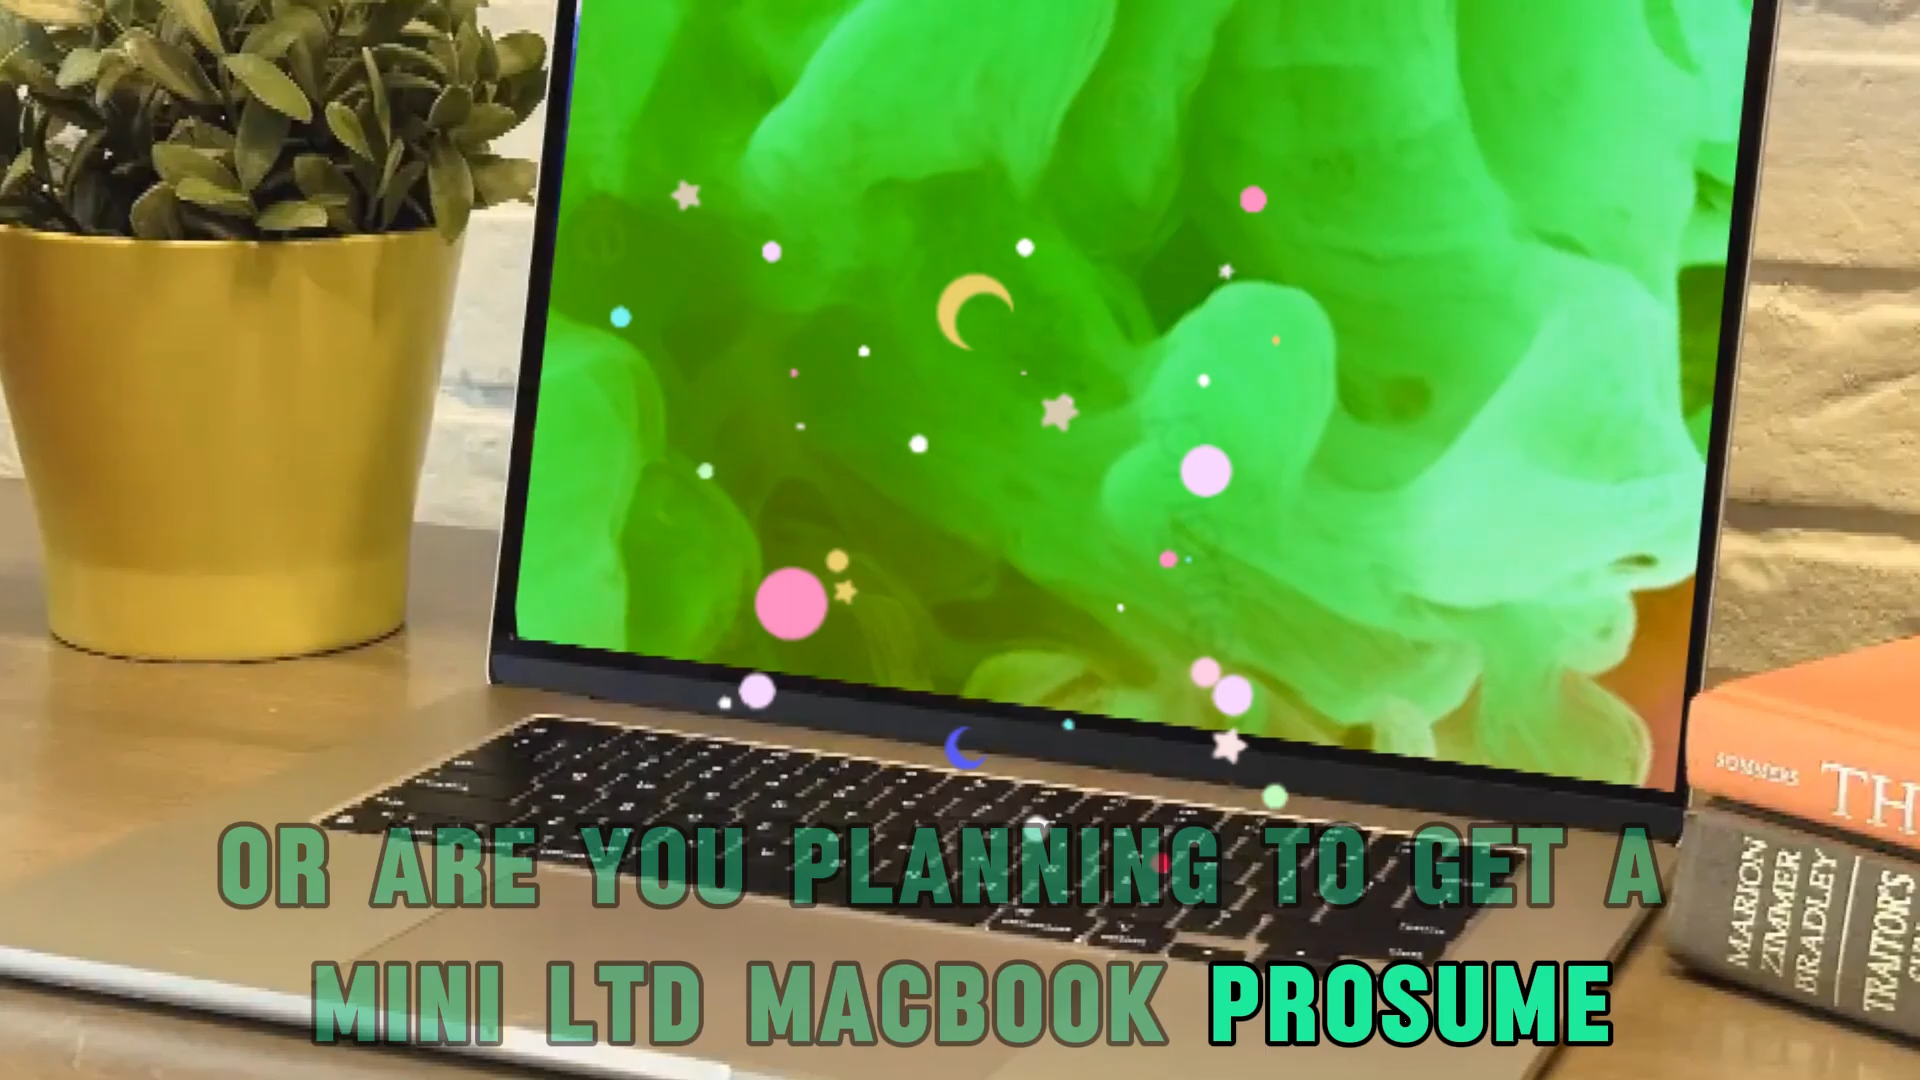 SOMMERS
TH
MARION
ZIMMER
BRADLEY
TRAITOR'S
OR ARE YOU PLANNING TO GET A
MINI LTD MACBOOK PROSUME